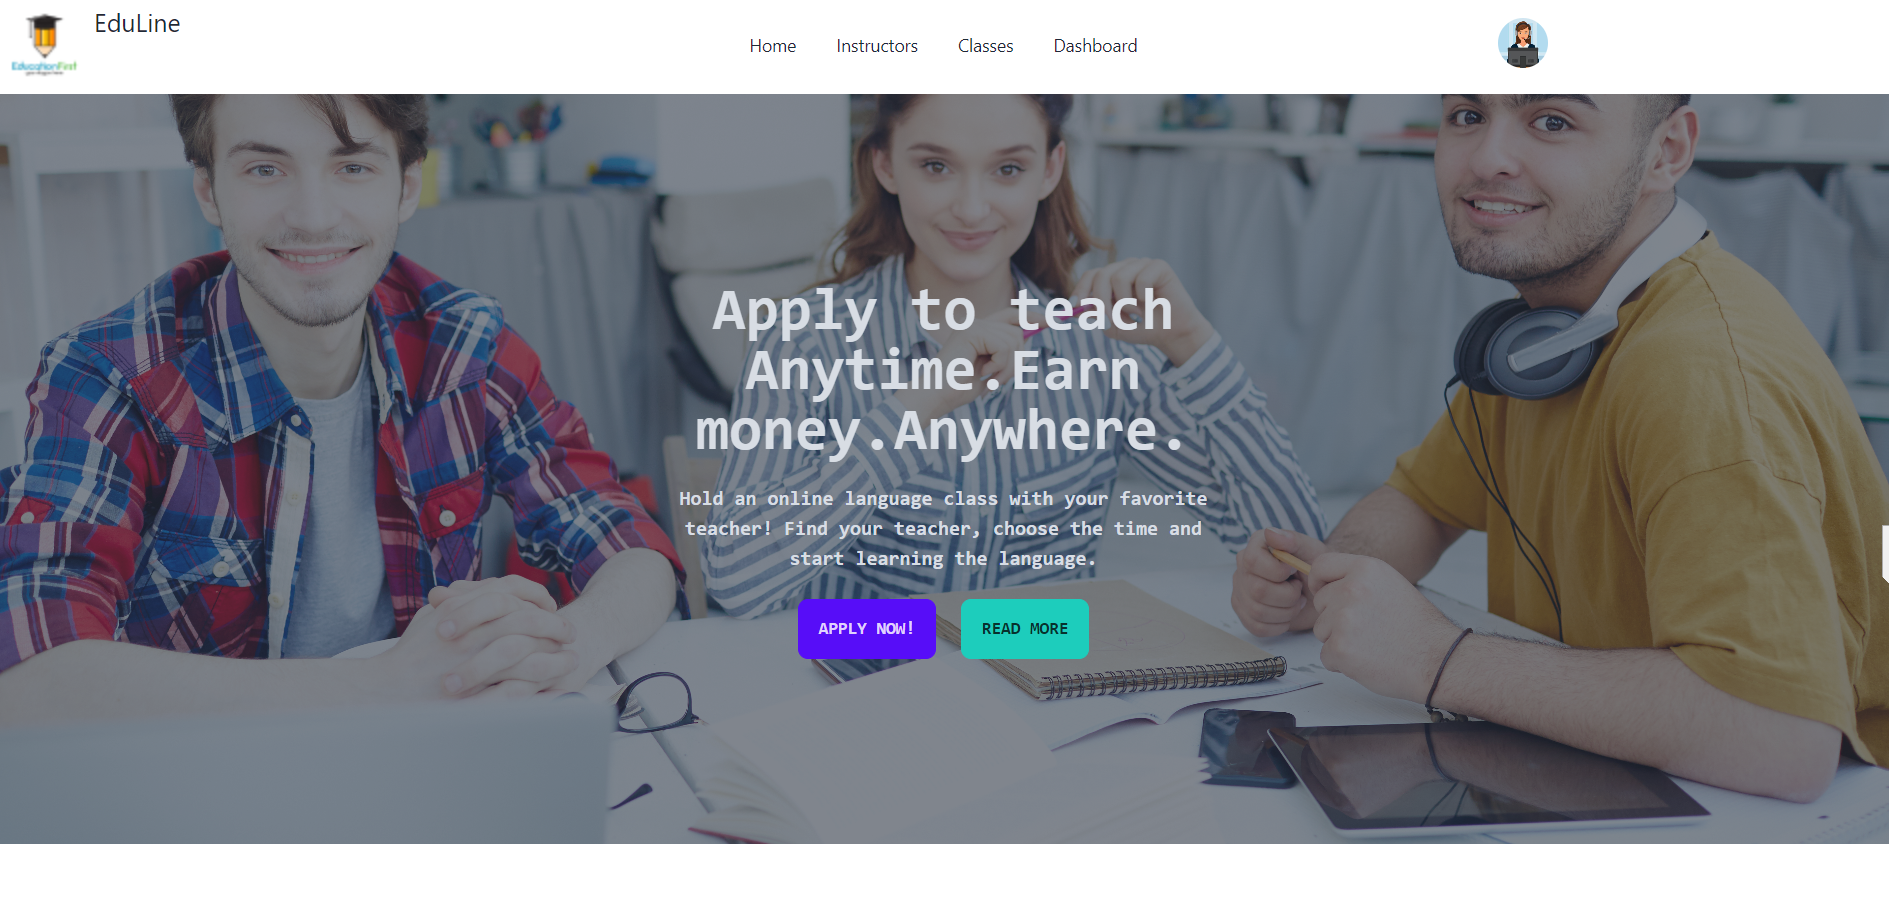 EduLine
EducationFirst
Home
Instructors
Classes
Dashboard
Apply to teach
Anytime.Earn
money.Anywhere.
Hold an online language class with your favorite
teacher! Find your teacher, choose the time and
start learning the language.
APPLY NOW!
READ MORE